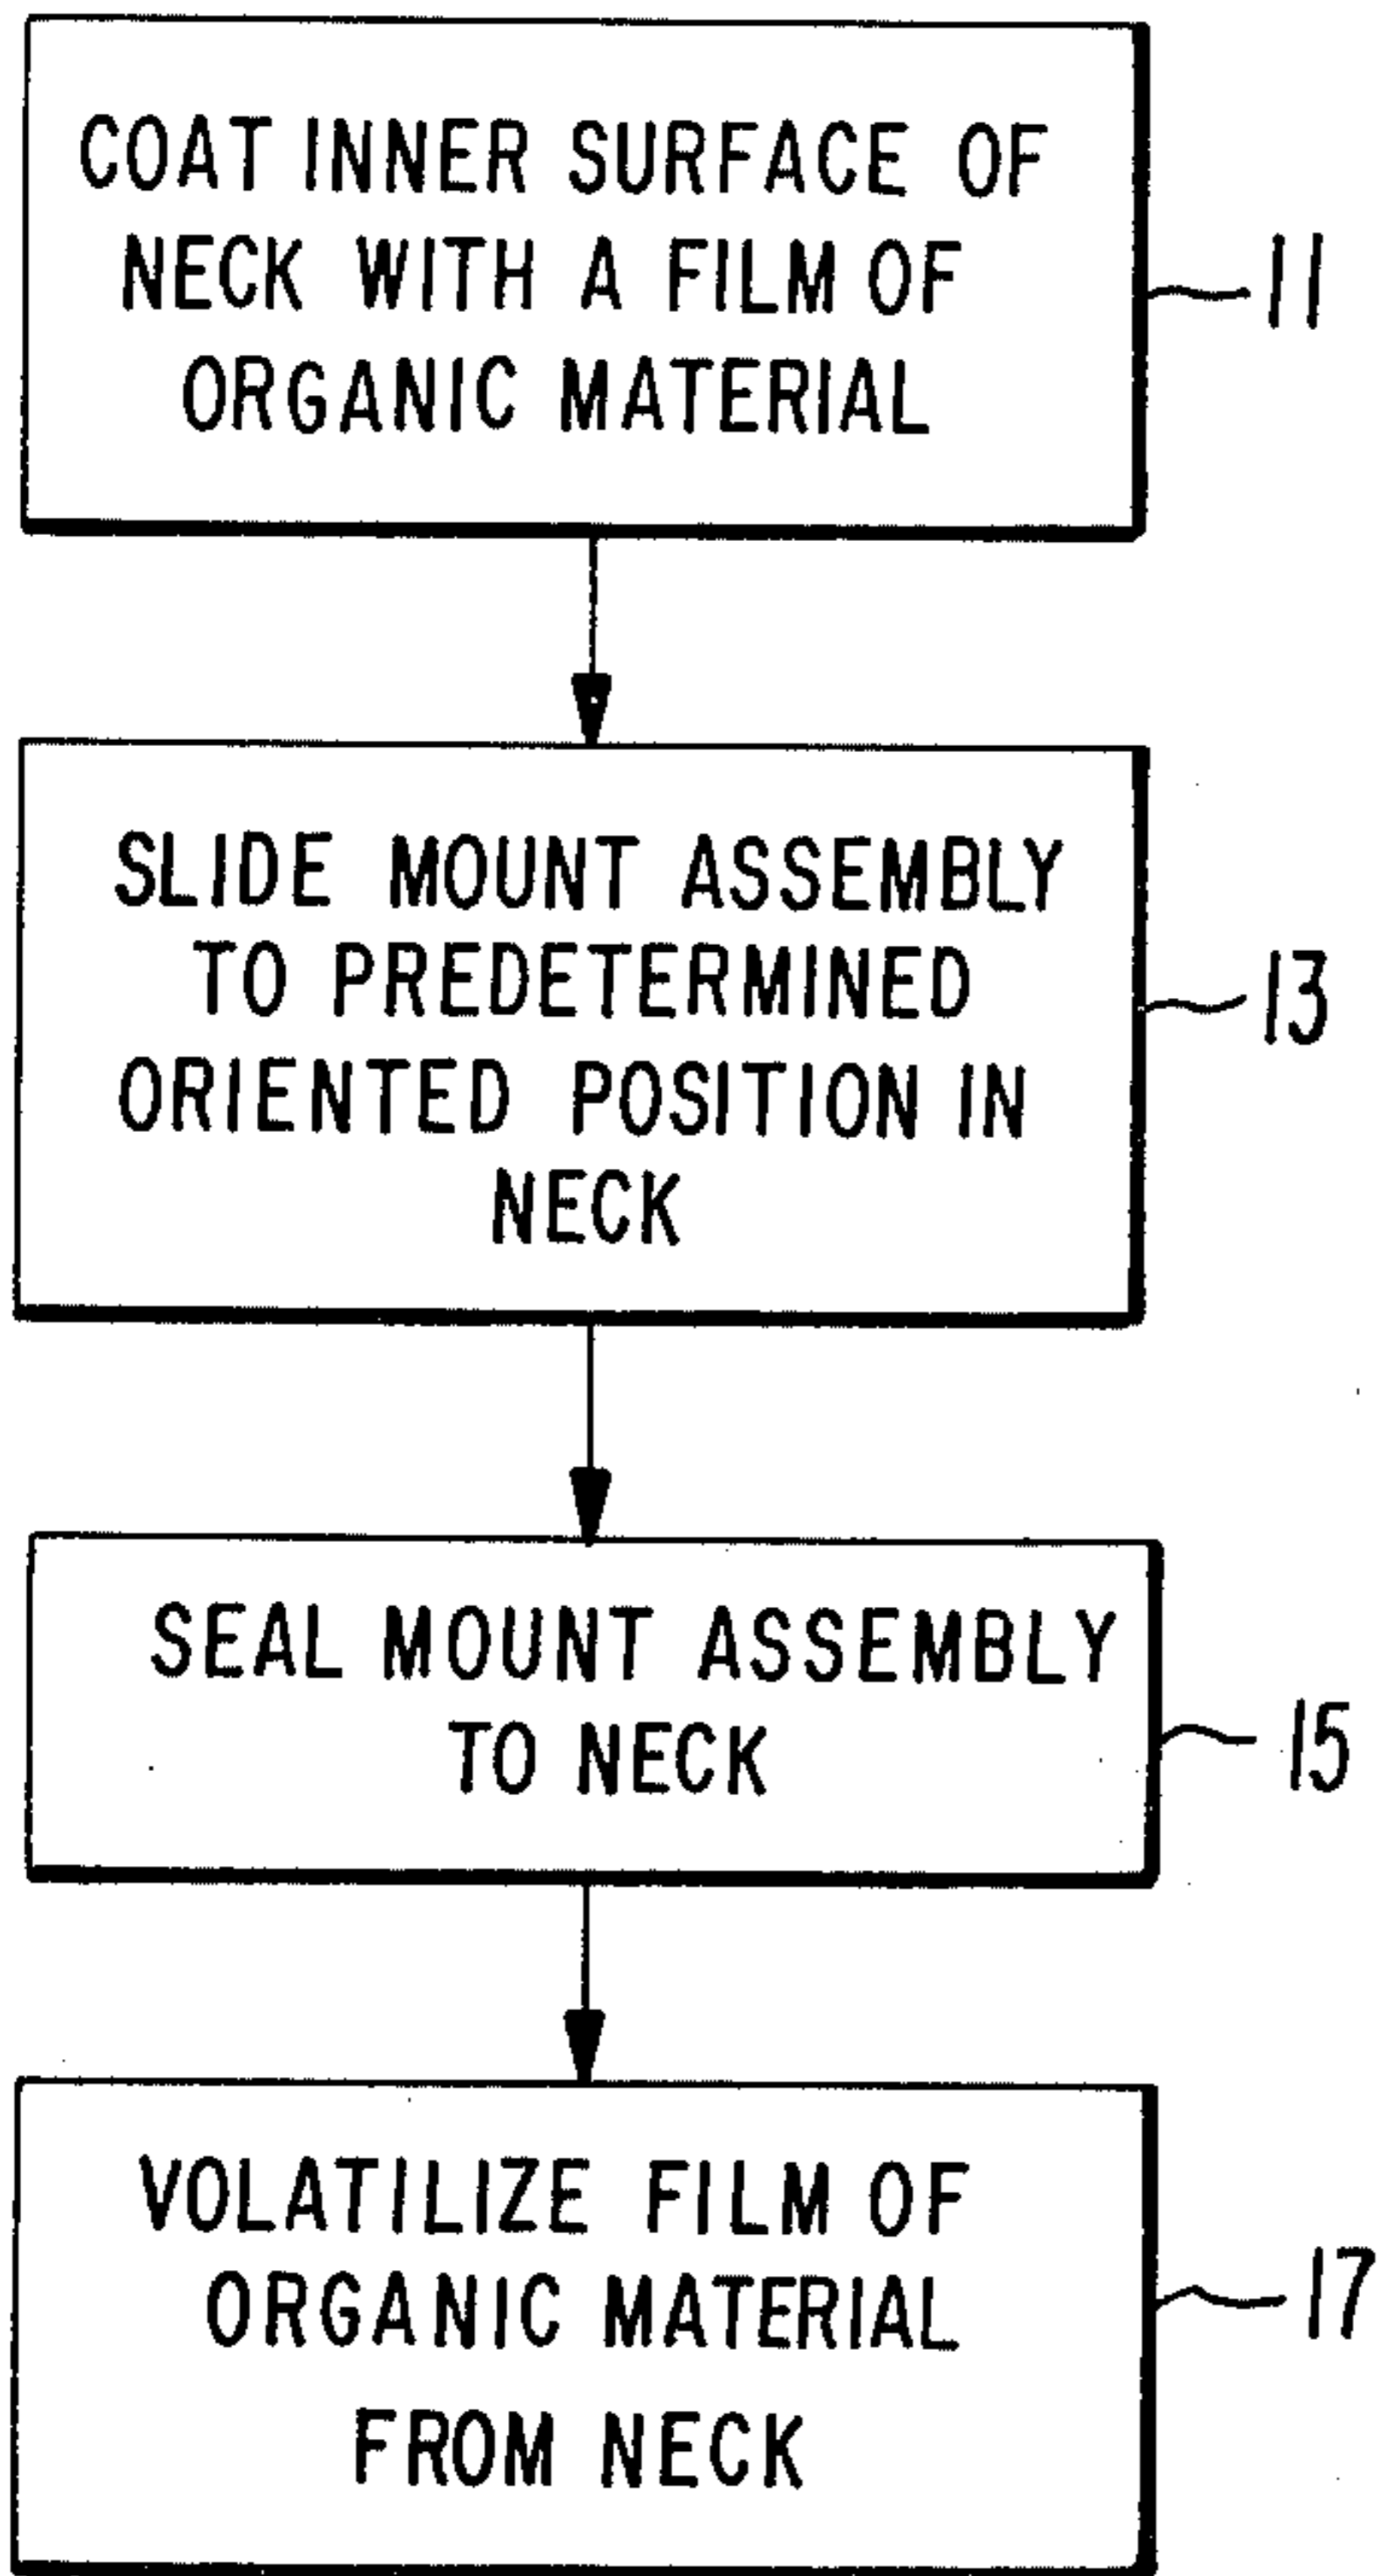 COAT INNER SURFACE OF
NECK WITH A FILM OF
ORGANIC MATERIAL
11
SLIDE MOUNT ASSEMBLY
TO PREDETERMINED
ORIENTED POSITION IN
NECK
13
SEAL MOUNT ASSEMBLY
TO NECK
15
VOLATILIZE FILM OF
ORGANIC MATERIAL
FROM NECK
17